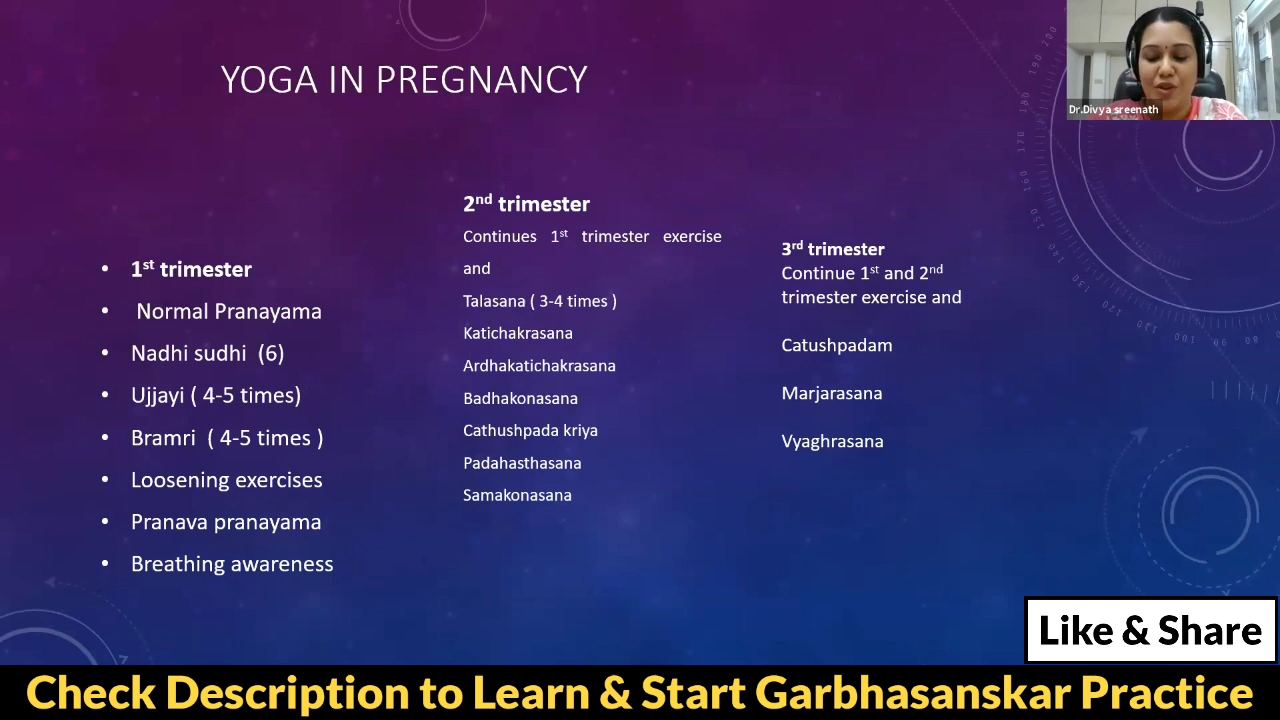 YOGA IN PREGNANCY
Dr.Divya sreenath
• 1st trimester
• Normal Pranayama
• Nadhi sudhi (6)
• Ujjayi ( 4-5 times)
• Bramri ( 4-5 times )
• Loosening exercises
• Pranava pranayama
• Breathing awareness
2nd trimester
Continues 1st trimester exercise
and
Talasana ( 3-4 times )
Katichakrasana
Ardhakatichakrasana
Badhakonasana
Cathushpada kriya
Padahasthasana
Samakonasana
3rd trimester
Continue 1st and 2nd
trimester exercise and
Catushpadam
Marjarasana
Vyaghrasana
Like & Share
Check Description to Learn & Start Garbhasanskar Practice